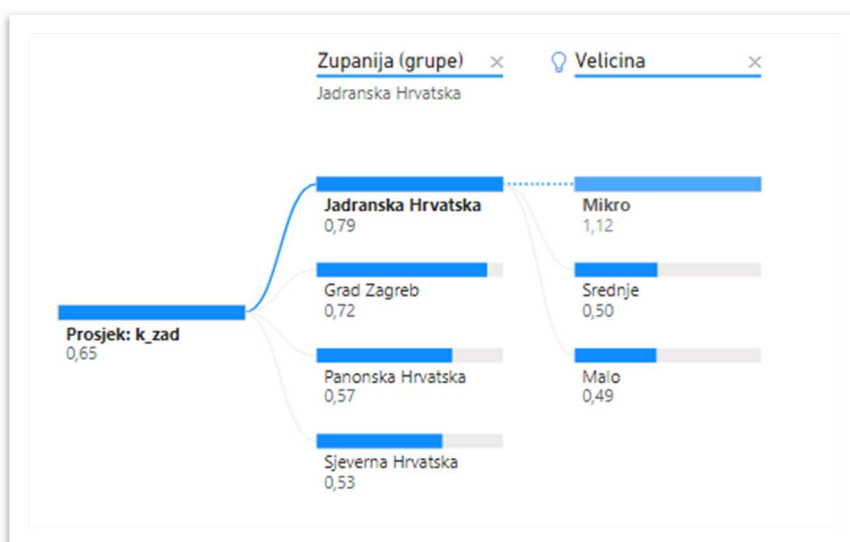 Zupanija (grupe) ×
Velicina ×
Jadranska Hrvatska
Jadranska Hrvatska
0,79
Mikro
1,12
Grad Zagreb
0,72
Srednje
0,50
Prosjek: k_zad
0,65
Panonska Hrvatska
0,57
Malo
0,49
Sjeverna Hrvatska
0,53